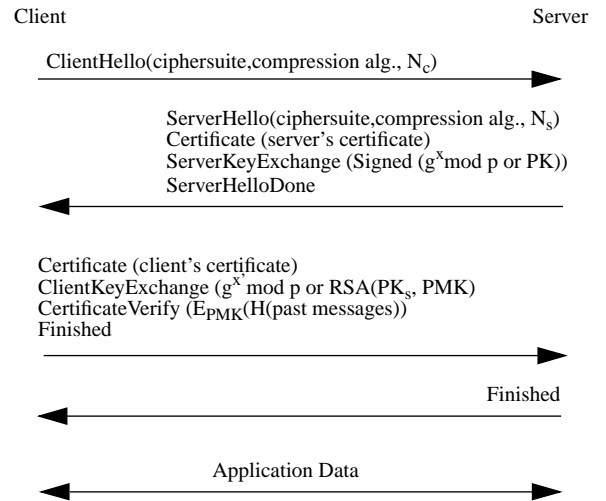 Client Server
ClientHello(ciphersuite,compression alg., Nc)
ServerHello(ciphersuite,compression alg., Ns)
Certificate (server's certificate)
ServerKeyExchange (Signed (g^x mod p or PK))
ServerHelloDone
Certificate (client's certificate)
ClientKeyExchange (g^x' mod p or RSA(PKs, PMK)
CertificateVerify (EPMK(H(past messages))
Finished
Finished
Application Data